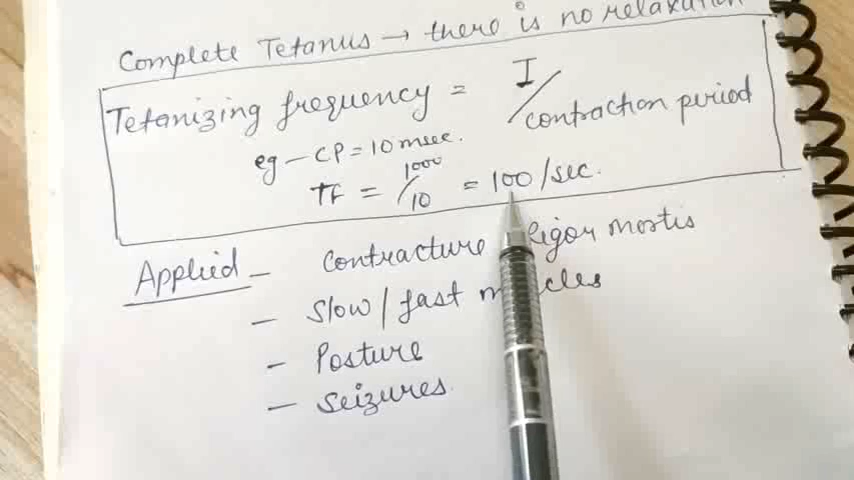 Complete Tetanus → there is no relaxation
Tetanizing frequency = I / contraction period
eg - CP = 10 msec.
TF = 1000/10 = 100/sec.
Applied - contracture Rigor mortis
- Slow/fast muscles
- Posture
- Seizures.